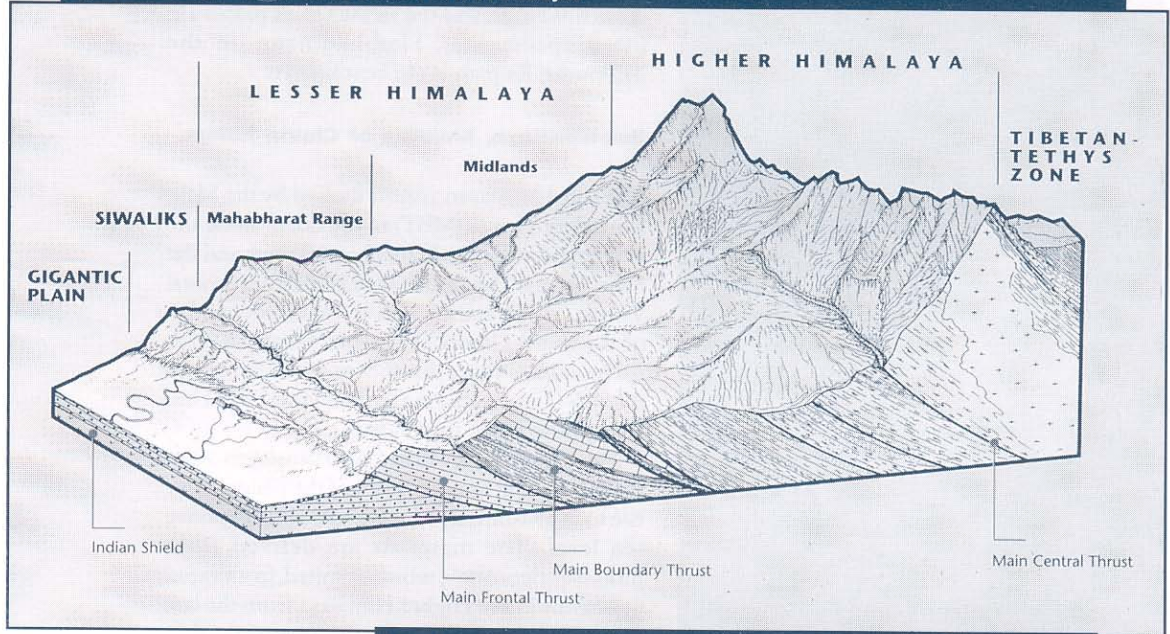 HIGHER HIMALAYA
LESSER HIMALAYA
TIBETAN-
TETHYS
ZONE
Midlands
SIWALIKS
Mahabharat Range
GIGANTIC
PLAIN
Indian Shield
Main Boundary Thrust
Main Central Thrust
Main Frontal Thrust